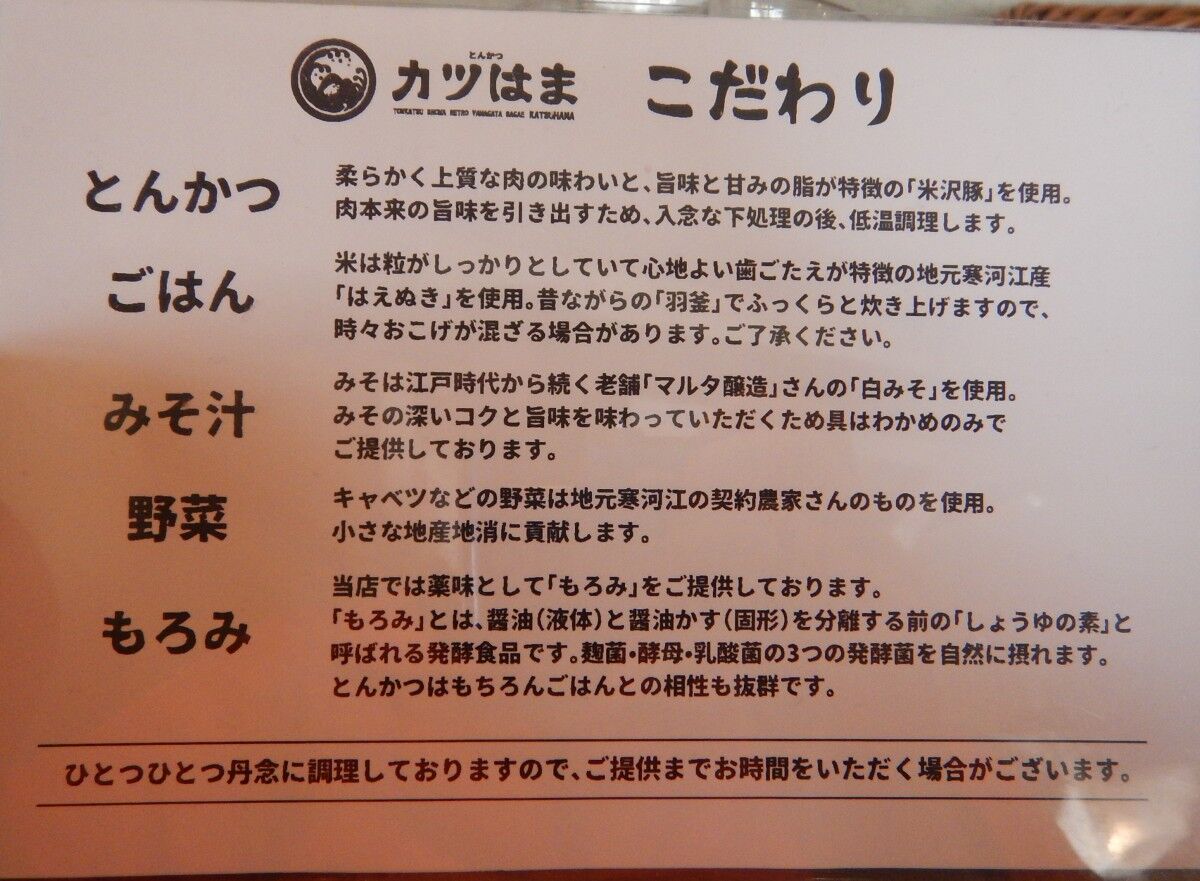 とんかつ
カツはま こだわり
TONKATSU SHOWA RETRO YAMAGATA SAGAE KATSUHAMA
とんかつ
柔らかく上質な肉の味わいと、旨味と甘みの脂が特徴の「米沢豚」を使用。
肉本来の旨味を引き出すため、入念な下処理の後、低温調理します。
ごはん
米は粒がしっかりとしていて心地よい歯ごたえが特徴の地元寒河江産
「はえぬき」を使用。昔ながらの「羽釜」でふっくらと炊き上げますので、
時々おこげが混ざる場合があります。ご了承ください。
みそ汁
みそは江戸時代から続く老舗「マルタ醸造」さんの「白みそ」を使用。
みその深いコクと旨味を味わっていただくため具はわかめのみで
ご提供しております。
野菜
キャベツなどの野菜は地元寒河江の契約農家さんのものを使用。
小さな地産地消に貢献します。
もろみ
当店では薬味として「もろみ」をご提供しております。
「もろみ」とは、醤油(液体)と醤油かす(固形)を分離する前の「しょうゆの素」と
呼ばれる発酵食品です。麹菌・酵母・乳酸菌の3つの発酵菌を自然に摂れます。
とんかつはもちろんごはんとの相性も抜群です。
ひとつひとつ丹念に調理しておりますので、ご提供までお時間をいただく場合がございます。